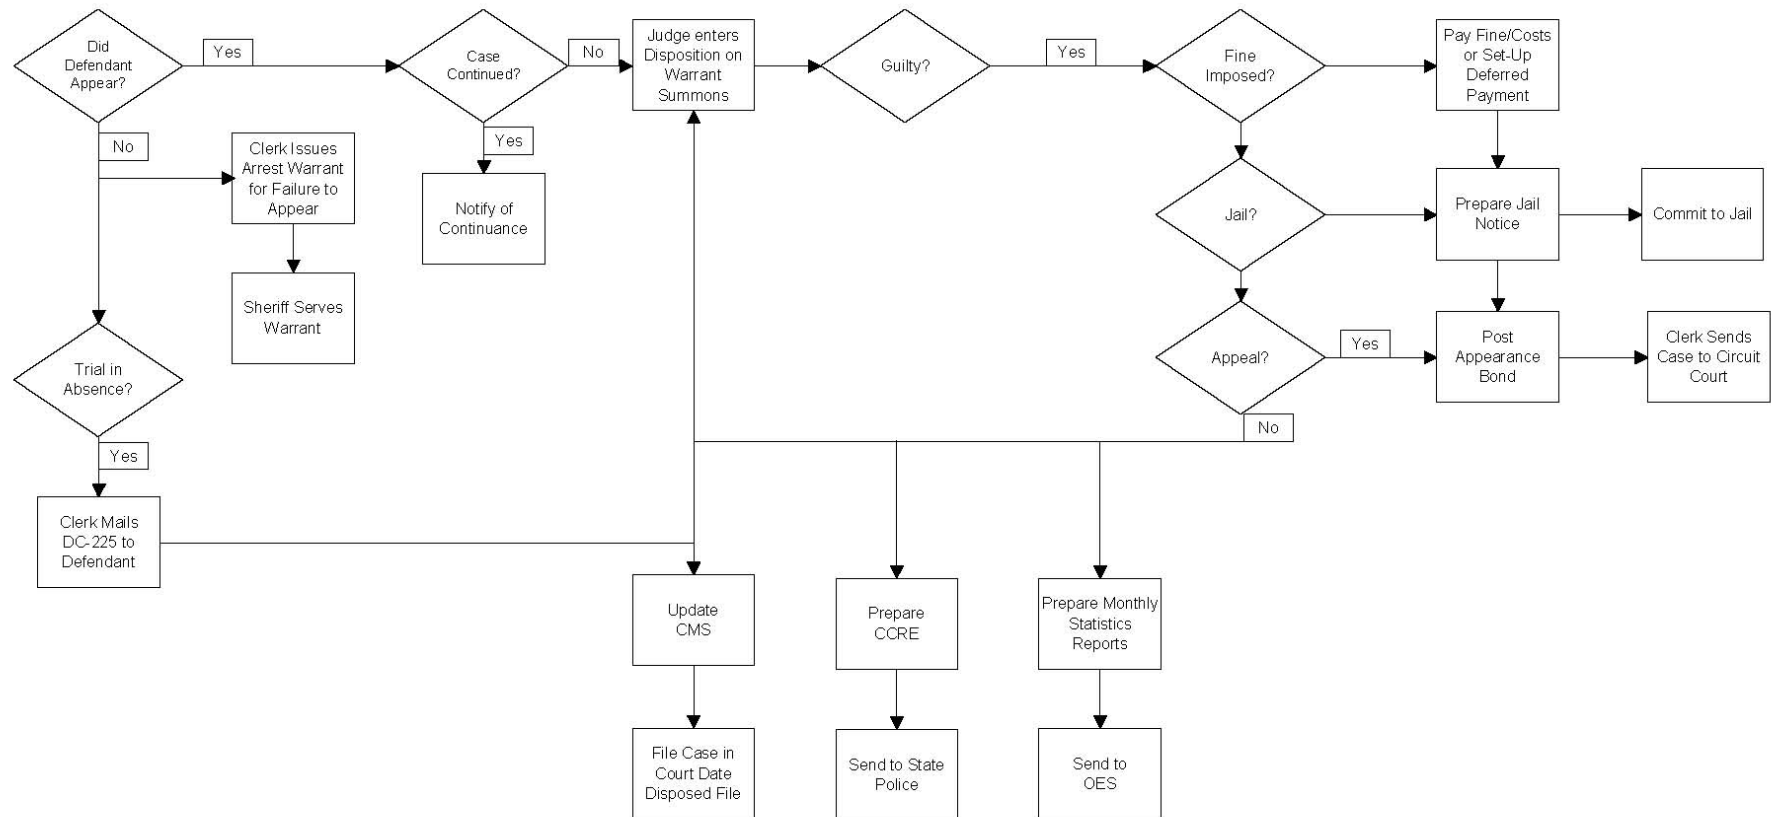 Did
Defendant
Appear?
Yes
Case
Continued?
No
Judge enters
Disposition on
Warrant
Summons
Guilty?
Yes
Fine
Imposed?
Pay Fine/Costs
or Set-Up
Deferred
Payment
No
Clerk Issues
Arrest Warrant
for Failure to
Appear
Yes
Notify of
Continuance
Jail?
Prepare Jail
Notice
Commit to Jail
Sheriff Serves
Warrant
Trial in
Absence?
Appeal?
Yes
Post
Appearance
Bond
Clerk Sends
Case to Circuit
Court
No
Yes
Clerk Mails
DC-225 to
Defendant
Update
CMS
Prepare
CCRE
Prepare Monthly
Statistics
Reports
File Case in
Court Date
Disposed File
Send to State
Police
Send to
OES